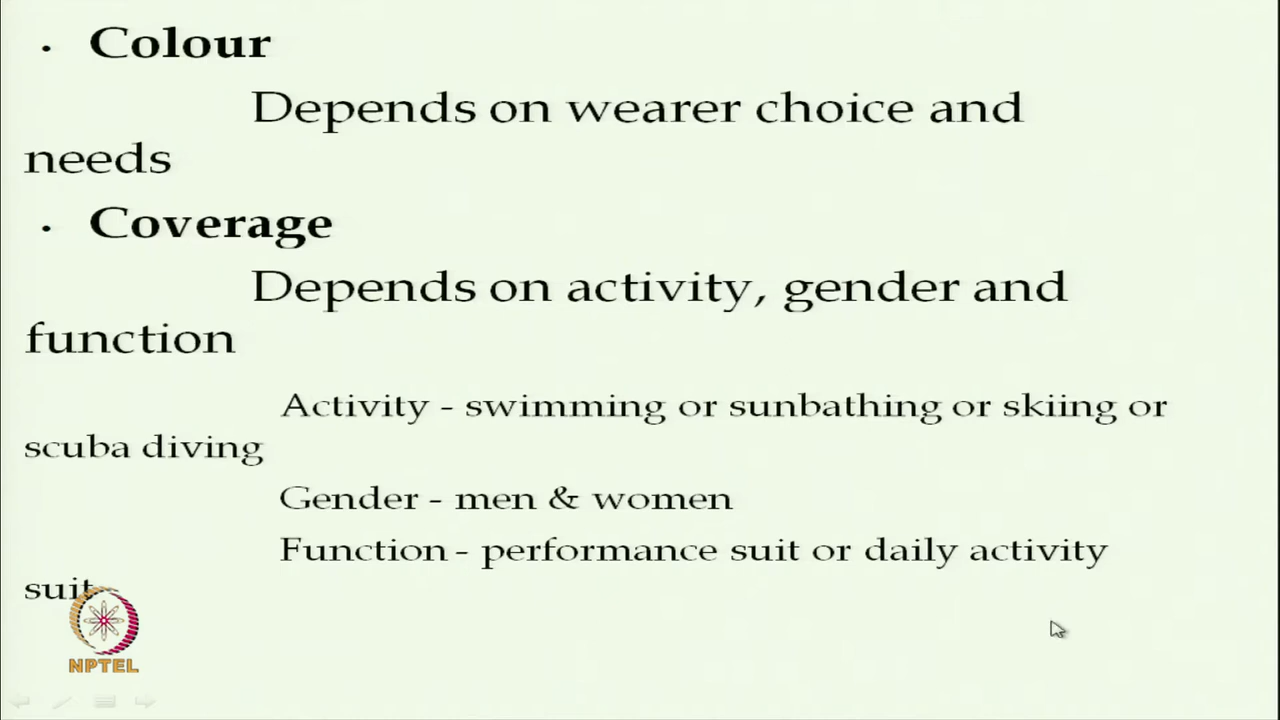 • Colour
Depends on wearer choice and
needs
• Coverage
Depends on activity, gender and
function
Activity - swimming or sunbathing or skiing or
scuba diving
Gender - men & women
Function - performance suit or daily activity
suit
NPTEL